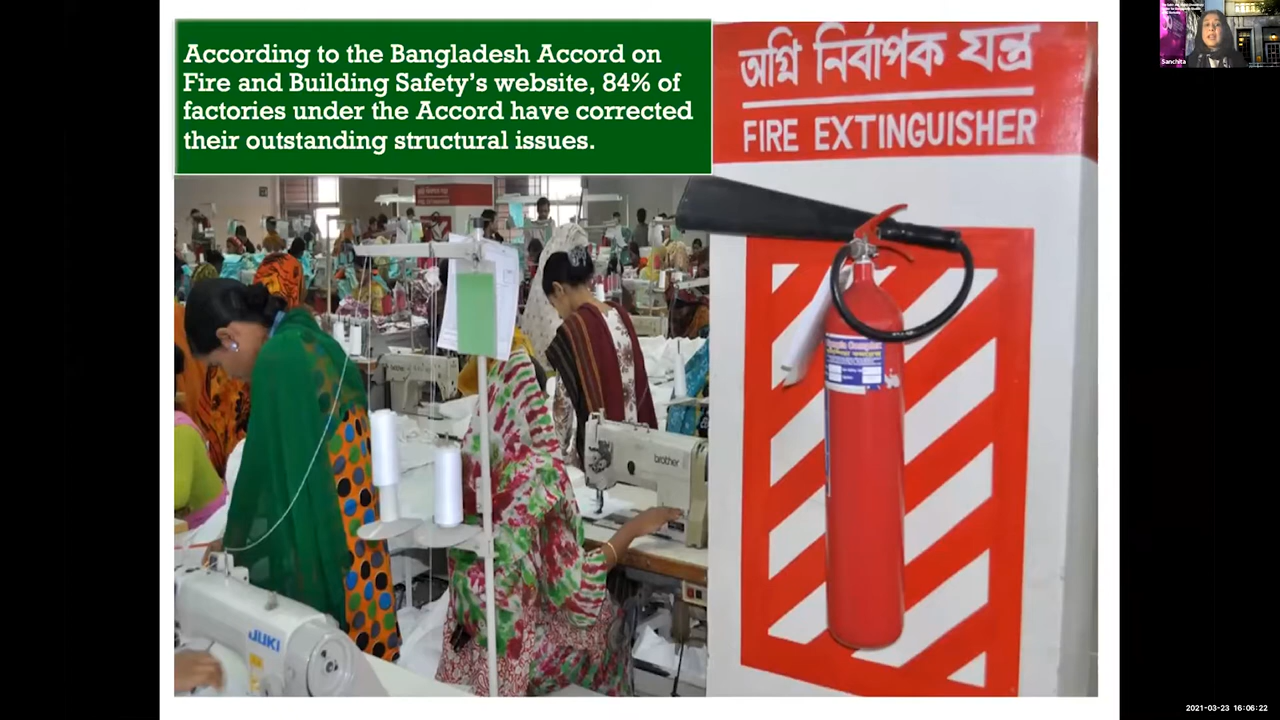 According to the Bangladesh Accord on
Fire and Building Safety’s website, 84% of
factories under the Accord have corrected
their outstanding structural issues.
অগ্নি নির্বাপক যন্ত্র
FIRE EXTINGUISHER
brother
JUKI
Sanchita
2021-03-23 16:06:22